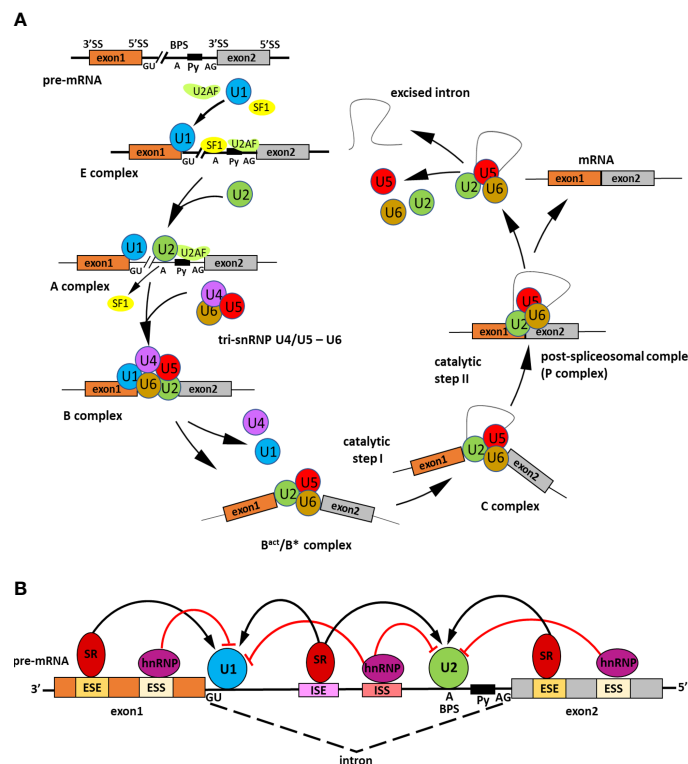 A
3'SS 5'SS BPS 3'SS 5'SS
exon1 GU A Py AG exon2
pre-mRNA
U2AF U1
SF1
U1
exon1 GU SF1 A U2AF Py AG exon2
E complex
U2
U1 U2 U2AF
exon1 GU A Py AG exon2
A complex
SF1
U4
U6 U5
tri-snRNP U4/U5 – U6
U4
U5
exon1 U1 U6 U2 exon2
B complex
U4
U1
U5
exon1 U2 U6 exon2
Bact/B* complex
catalytic
step I
U5
exon1 U2 U6 exon2
C complex
catalytic
step II
U5
U2 U6
exon1 exon2
post-spliceosomal comple
(P complex)
mRNA
exon1 exon2
excised intron
U5
U2 U6
U5
U6 U2
B
pre-mRNA
SR hnRNP U1 SR hnRNP U2 SR hnRNP
3' ESE ESS GU ISE ISS A BPS Py AG ESE ESS 5'
exon1 exon2
intron